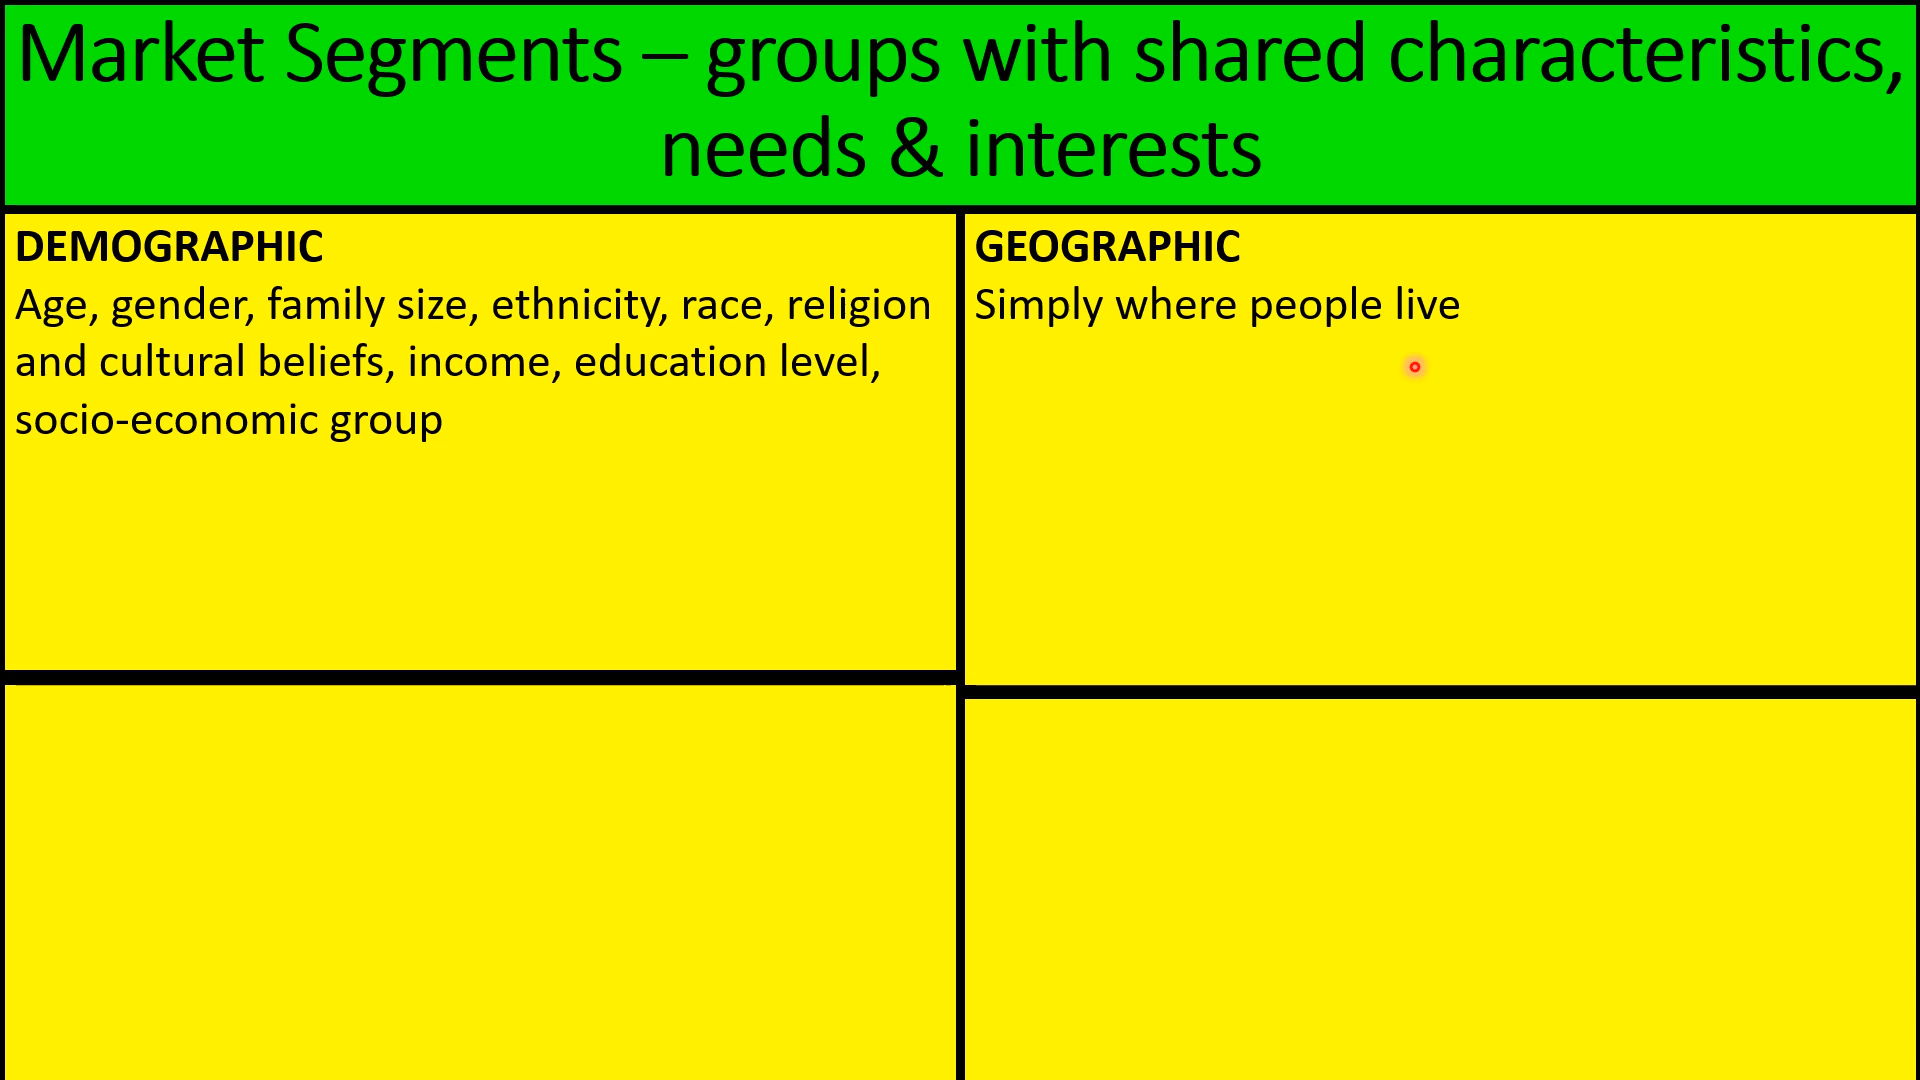 Market Segments – groups with shared characteristics,
needs & interests
DEMOGRAPHIC
Age, gender, family size, ethnicity, race, religion
and cultural beliefs, income, education level,
socio-economic group
GEOGRAPHIC
Simply where people live